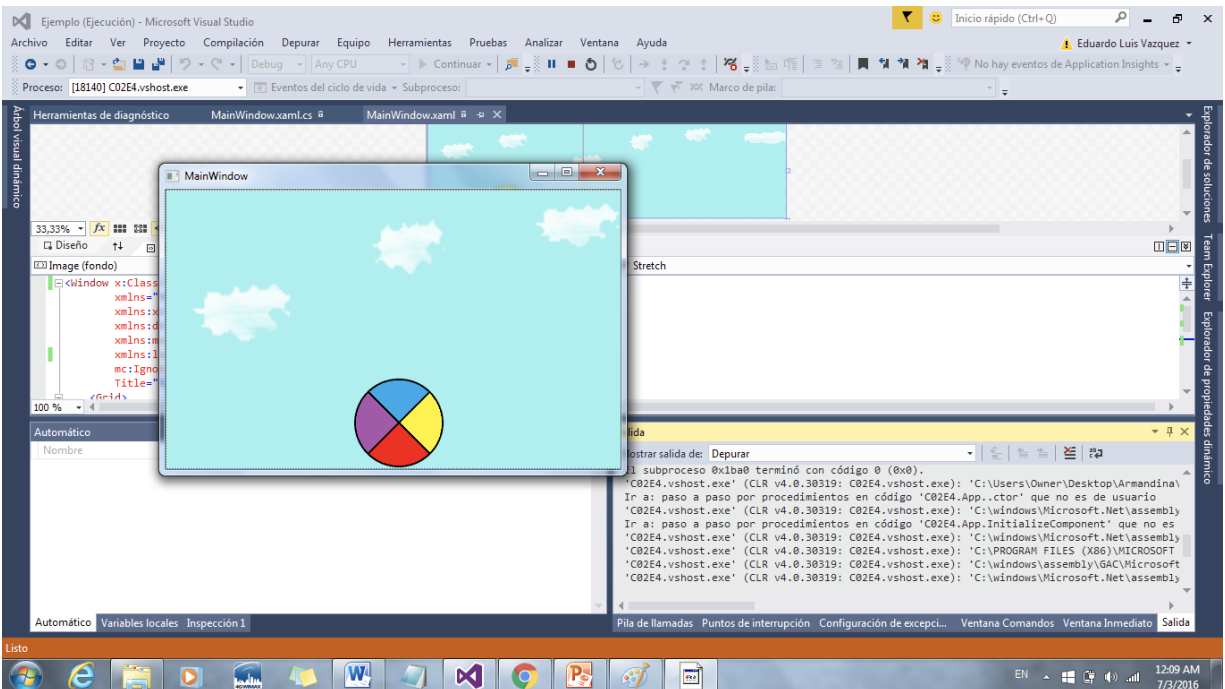 Ejemplo (Ejecución) - Microsoft Visual Studio
Inicio rápido (Ctrl+Q)
Archivo Editar Ver Proyecto Compilación Depurar Equipo Herramientas Pruebas Analizar Ventana Ayuda
Eduardo Luis Vazquez
Debug Any CPU Continuar No hay eventos de Application Insights
Proceso: [18140] C02E4.vshost.exe Eventos del ciclo de vida Subproceso: Marco de pila:
Árbol visual dinámico
Herramientas de diagnóstico MainWindow.xaml.cs MainWindow.xaml
MainWindow
33,33% fx
Diseño
Image (fondo) Stretch
<Window x:Class
xmlns="
xmlns:x
xmlns:d
xmlns:m
xmlns:l
mc:Igno
Title="
<Grid>
100 %
Explorador de soluciones
Team Explorer
Explorador de propiedades dinámico
Automático
Nombre
Automático Variables locales Inspección 1
lida
ostrar salida de: Depurar
El subproceso 0x1ba0 terminó con código 0 (0x0).
'C02E4.vshost.exe' (CLR v4.0.30319: C02E4.vshost.exe): 'C:\Users\Owner\Desktop\Armandina\
Ir a: paso a paso por procedimientos en código 'C02E4.App..ctor' que no es de usuario
'C02E4.vshost.exe' (CLR v4.0.30319: C02E4.vshost.exe): 'C:\windows\Microsoft.Net\assembly
Ir a: paso a paso por procedimientos en código 'C02E4.App.InitializeComponent' que no es
'C02E4.vshost.exe' (CLR v4.0.30319: C02E4.vshost.exe): 'C:\windows\Microsoft.Net\assembly
'C02E4.vshost.exe' (CLR v4.0.30319: C02E4.vshost.exe): 'C:\PROGRAM FILES (X86)\MICROSOFT
'C02E4.vshost.exe' (CLR v4.0.30319: C02E4.vshost.exe): 'C:\windows\assembly\GAC\Microsoft
'C02E4.vshost.exe' (CLR v4.0.30319: C02E4.vshost.exe): 'C:\windows\Microsoft.Net\assembly
Pila de llamadas Puntos de interrupción Configuración de excepci... Ventana Comandos Ventana Inmediato Salida
Listo
EN
12:09 AM
7/3/2016